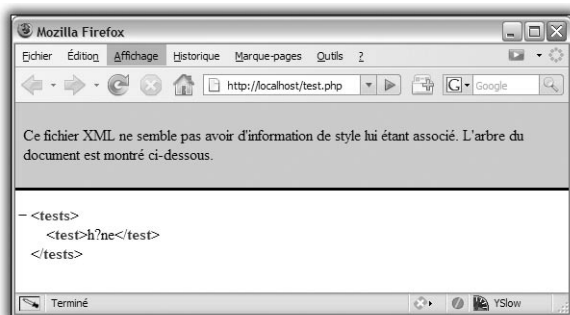 Mozilla Firefox
Fichier Edition Affichage Historique Marque-pages Outils ?
http://localhost/test.php G Google
Ce fichier XML ne semble pas avoir d'information de style lui étant associé. L'arbre du
document est montré ci-dessous.
− <tests>
<test>h?ne</test>
</tests>
Terminé YSlow